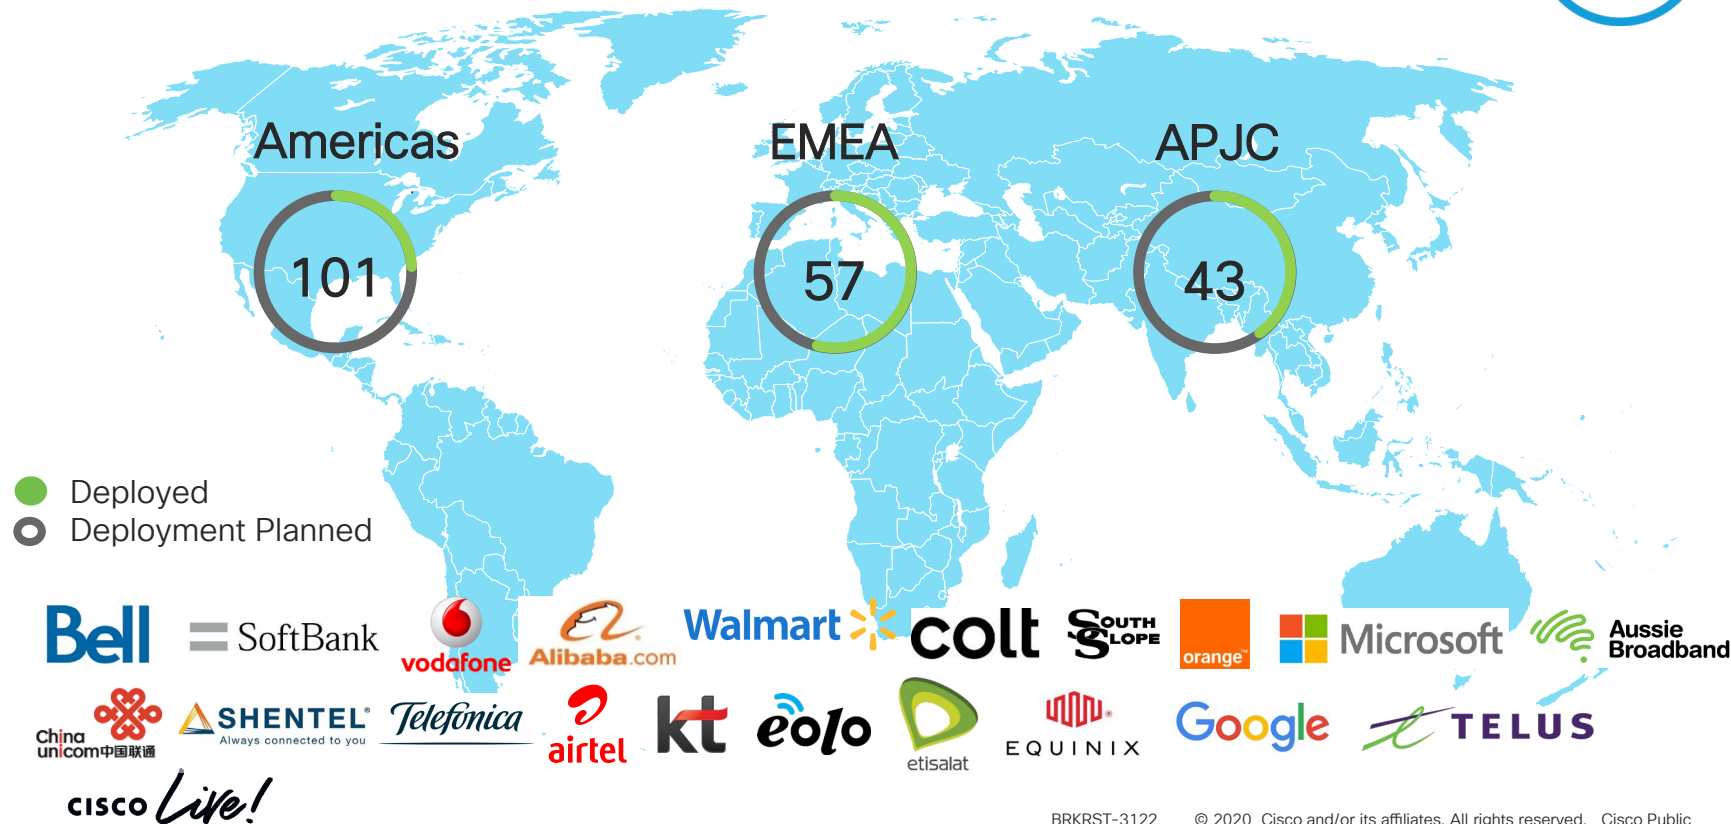 Americas
EMEA
APJC
101
57
43
Deployed
Deployment Planned
Bell
SoftBank
vodafone
Alibaba.com
Walmart
colt
SOUTH
SLOPE
orange™
Microsoft
Aussie
Broadband
China
unicom中国联通
SHENTEL®
Always connected to you
Telefónica
airtel
kt
eolo
etisalat
EQUINIX
Google
TELUS
CISCO Live!
BRKRST-3122 © 2020 Cisco and/or its affiliates. All rights reserved. Cisco Public